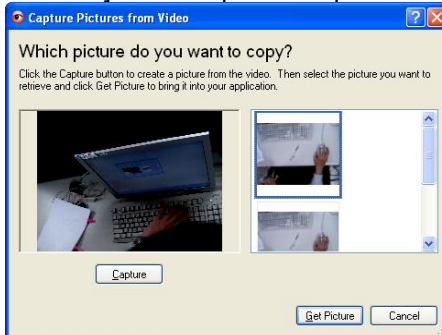 Capture Pictures from Video
Which picture do you want to copy?
Click the Capture button to create a picture from the video. Then select the picture you want to
retrieve and click Get Picture to bring it into your application.
Capture
Get Picture Cancel